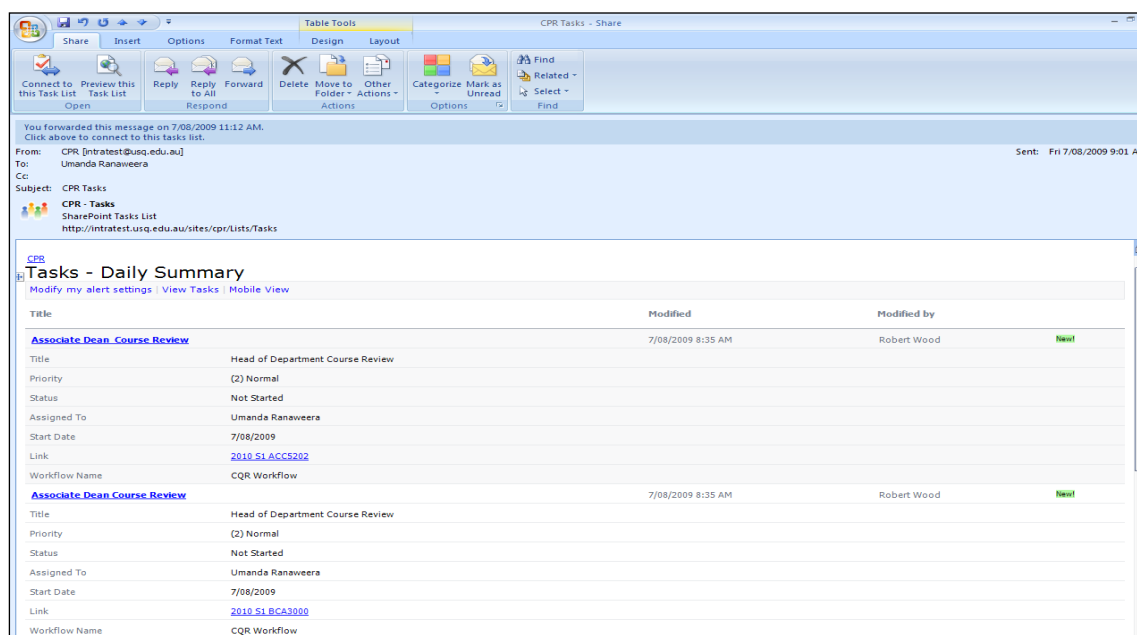 Table Tools CPR Tasks - Share
Share Insert Options Format Text Design Layout
Connect to this Task List Preview this Task List Reply Reply to All Forward Delete Move to Folder Other Actions Categorize Mark as Unread Find Related Select
Open Respond Actions Options Find
You forwarded this message on 7/08/2009 11:12 AM.
Click above to connect to this tasks list.
From: CPR [intratest@usq.edu.au] Sent: Fri 7/08/2009 9:01 A
To: Umanda Ranaweera
Cc:
Subject: CPR Tasks
CPR - Tasks
SharePoint Tasks List
http://intratest.usq.edu.au/sites/cpr/Lists/Tasks
CPR
Tasks - Daily Summary
Modify my alert settings | View Tasks | Mobile View
Title Modified Modified by
Associate Dean Course Review 7/08/2009 8:35 AM Robert Wood New!
Title Head of Department Course Review
Priority (2) Normal
Status Not Started
Assigned To Umanda Ranaweera
Start Date 7/08/2009
Link 2010 S1 ACC5202
Workflow Name CQR Workflow
Associate Dean Course Review 7/08/2009 8:35 AM Robert Wood New!
Title Head of Department Course Review
Priority (2) Normal
Status Not Started
Assigned To Umanda Ranaweera
Start Date 7/08/2009
Link 2010 S1 BCA3000
Workflow Name CQR Workflow